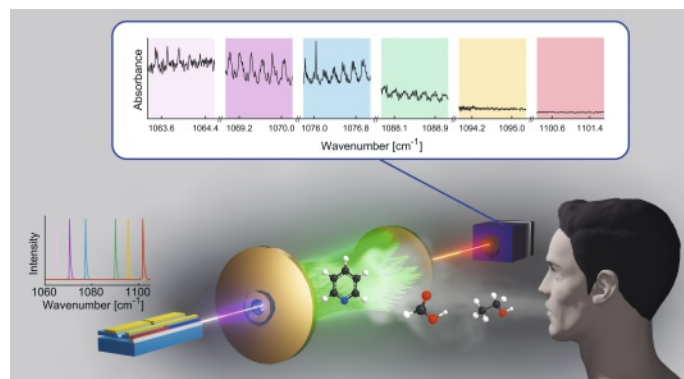 Absorbance
1063.6 1064.4 1069.2 1070.0 1076.0 1076.8 1088.1 1088.9 1094.2 1095.0 1100.6 1101.4
Wavenumber [cm⁻¹]
Intensity
1060 1080 1100
Wavenumber [cm⁻¹]